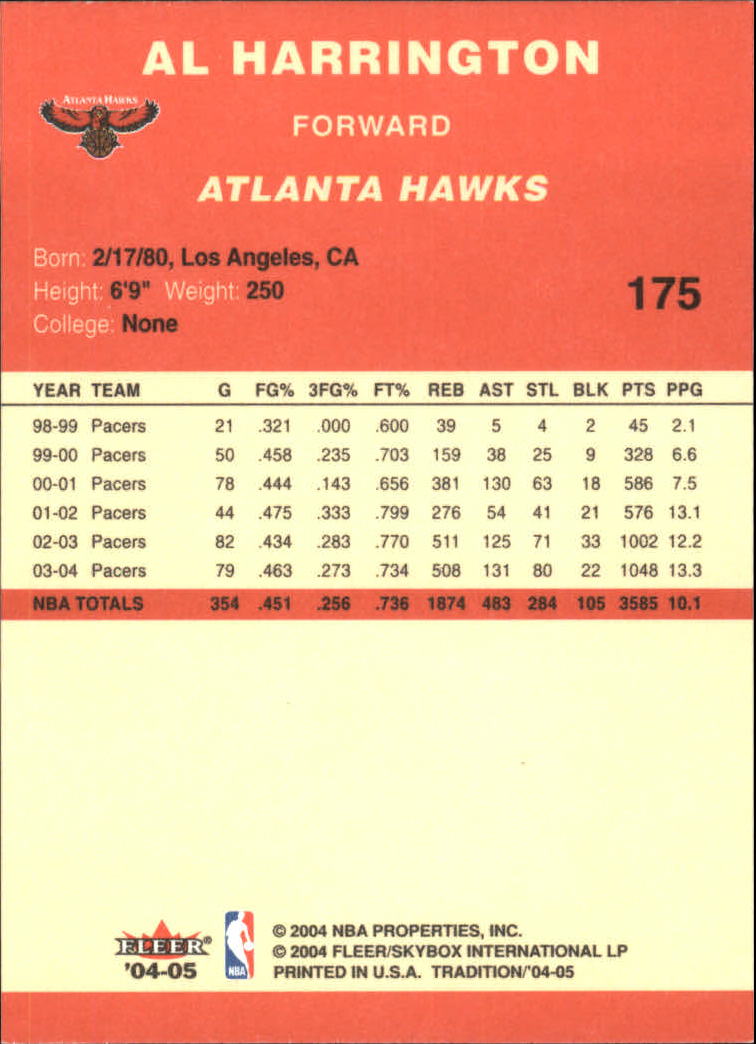 AL HARRINGTON
ATLANTA HAWKS
FORWARD
ATLANTA HAWKS
Born: 2/17/80, Los Angeles, CA
Height: 6'9" Weight: 250
175
College: None
YEAR TEAM G FG% 3FG% FT% REB AST STL BLK PTS PPG
98-99 Pacers 21 .321 .000 .600 39 5 4 2 45 2.1
99-00 Pacers 50 .458 .235 .703 159 38 25 9 328 6.6
00-01 Pacers 78 .444 .143 .656 381 130 63 18 586 7.5
01-02 Pacers 44 .475 .333 .799 276 54 41 21 576 13.1
02-03 Pacers 82 .434 .283 .770 511 125 71 33 1002 12.2
03-04 Pacers 79 .463 .273 .734 508 131 80 22 1048 13.3
NBA TOTALS 354 .451 .256 .736 1874 483 284 105 3585 10.1
FLEER®
'04-05
NBA
© 2004 NBA PROPERTIES, INC.
© 2004 FLEER/SKYBOX INTERNATIONAL LP
PRINTED IN U.S.A. TRADITION/'04-05